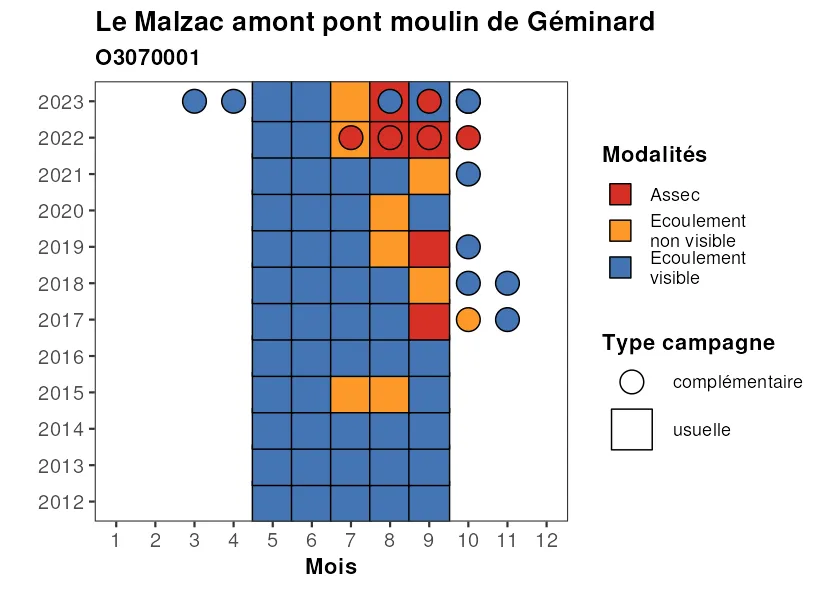 Le Malzac amont pont moulin de Géminard
O3070001
2023
2022
2021
2020
2019
2018
2017
2016
2015
2014
2013
2012
1 2 3 4 5 6 7 8 9 10 11 12
Mois
Modalités
Assec
Ecoulement
non visible
Ecoulement
visible
Type campagne
complémentaire
usuelle